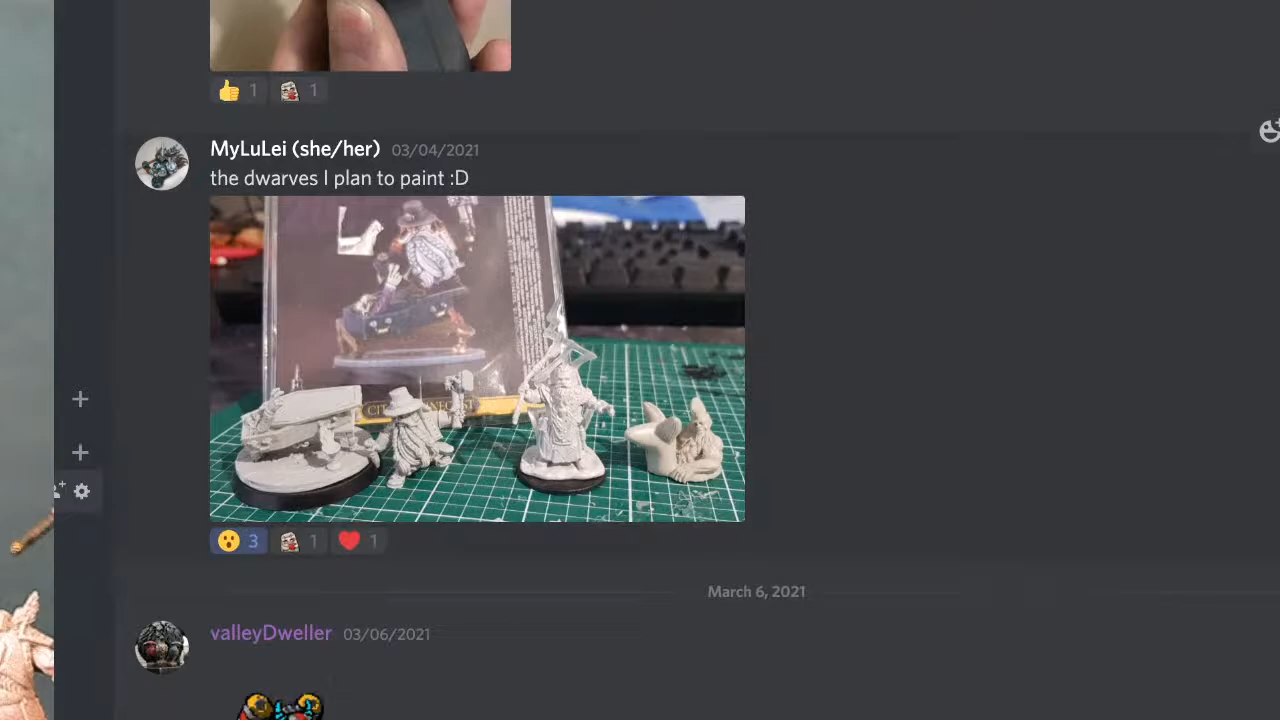 1 1
MyLuLei (she/her) 03/04/2021
the dwarves I plan to paint :D
3 1 1
March 6, 2021
valleyDweller 03/06/2021